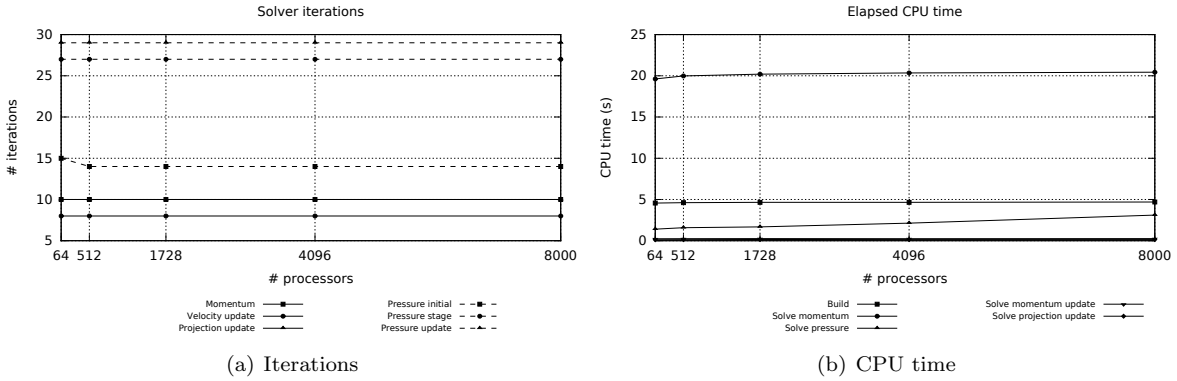 Solver iterations
30
25
20
15
10
5
# iterations
64 512 1728 4096 8000
# processors
Momentum
Velocity update
Projection update
Pressure initial
Pressure stage
Pressure update
(a) Iterations
Elapsed CPU time
25
20
15
10
5
0
CPU time (s)
64 512 1728 4096 8000
# processors
Build
Solve momentum
Solve pressure
Solve momentum update
Solve projection update
(b) CPU time